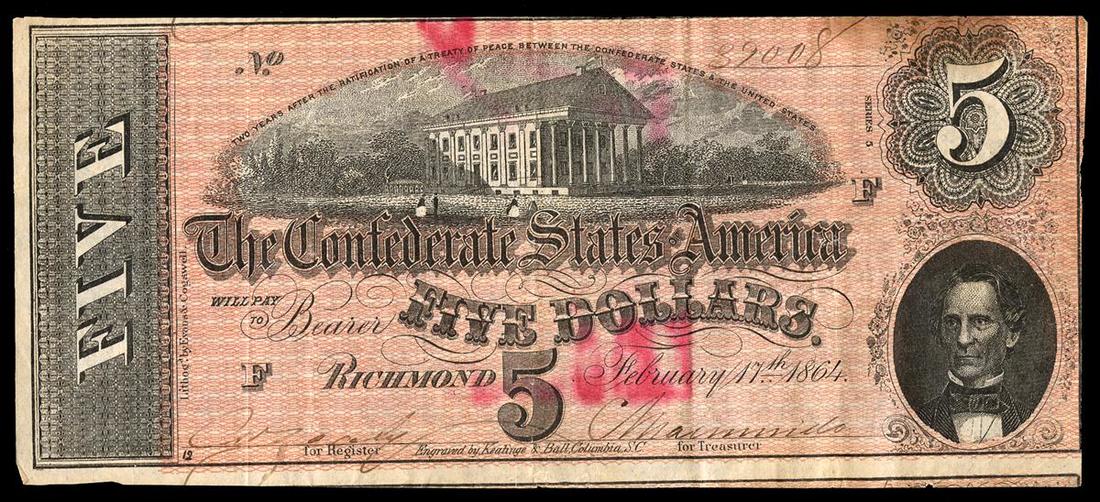 No
39008
TWO YEARS AFTER THE RATIFICATION OF A TREATY OF PEACE BETWEEN THE CONFEDERATE STATES & THE UNITED STATES
5
SERIES 5
F
FIVE
The Confederate States of America
WILL PAY
TO Bearer
FIVE DOLLARS.
F
RICHMOND
5
February 17th 1864.
Lithog'd by Evans & Cogswell
12
for Register
Engraved by Keatinge & Ball, Columbia, S.C.
for Treasurer